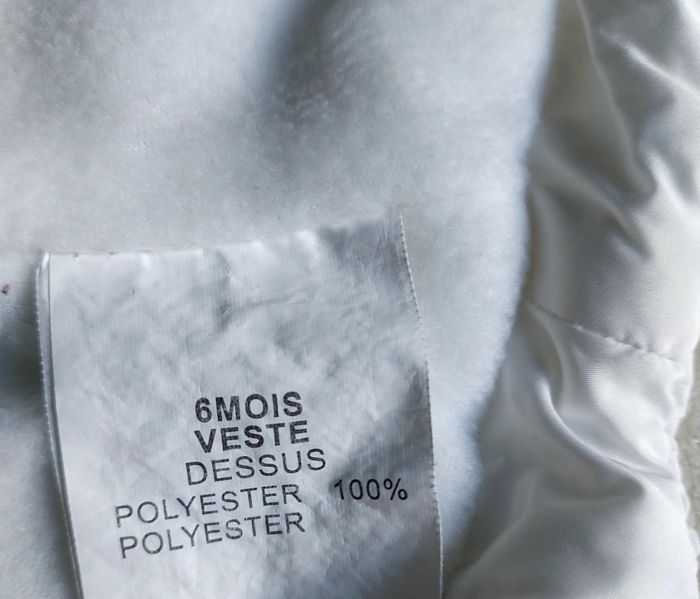 6MOIS
VESTE
DESSUS
POLYESTER 100%
POLYESTER